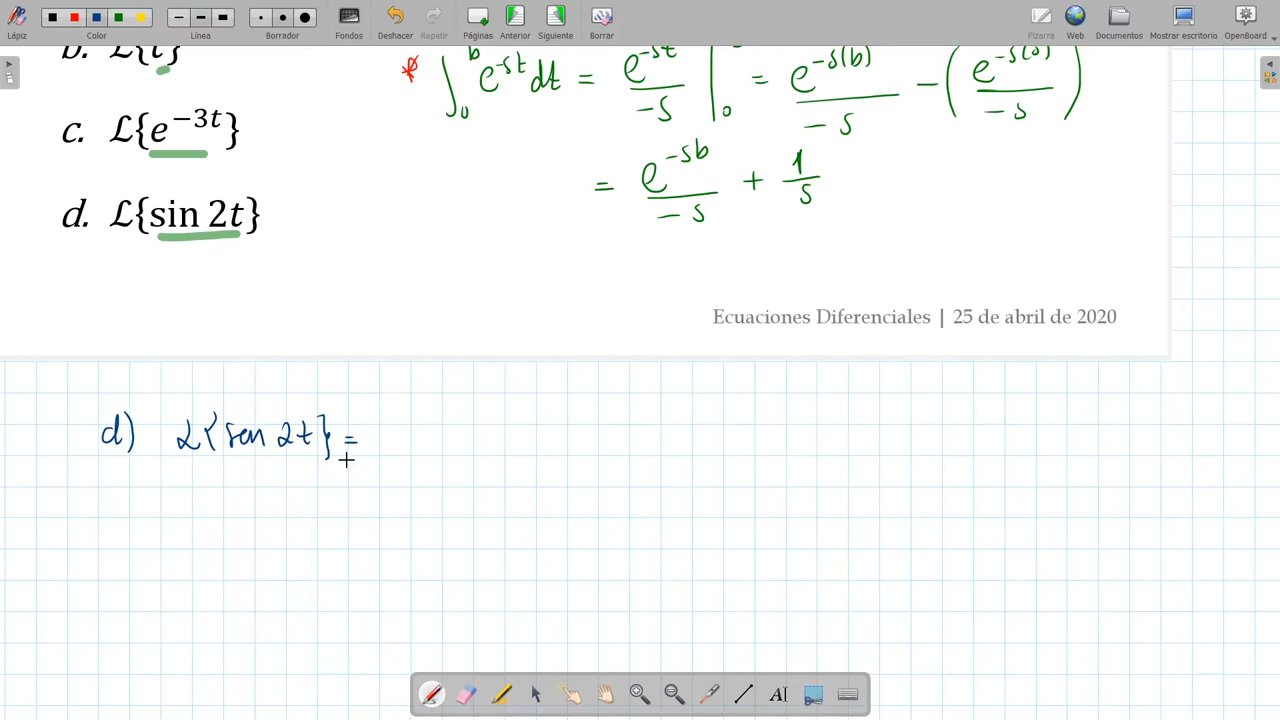 Lápiz Color Línea Borrador Fondos Deshacer Repetir Páginas Anterior Siguiente Borrar Pizarra Web Documentos Mostrar escritorio OpenBoard
b. ℒ{t}
∫₀ᵇ e^{-st} dt = e^{-st}/-s |₀ = e^{-s(b)}/-s - (e^{-s(0)}/-s)
c. ℒ{e^{−3t}}
= e^{-sb}/-s + 1/s
d. ℒ{sin 2t}
Ecuaciones Diferenciales | 25 de abril de 2020
d) ℒ{sen 2t} =